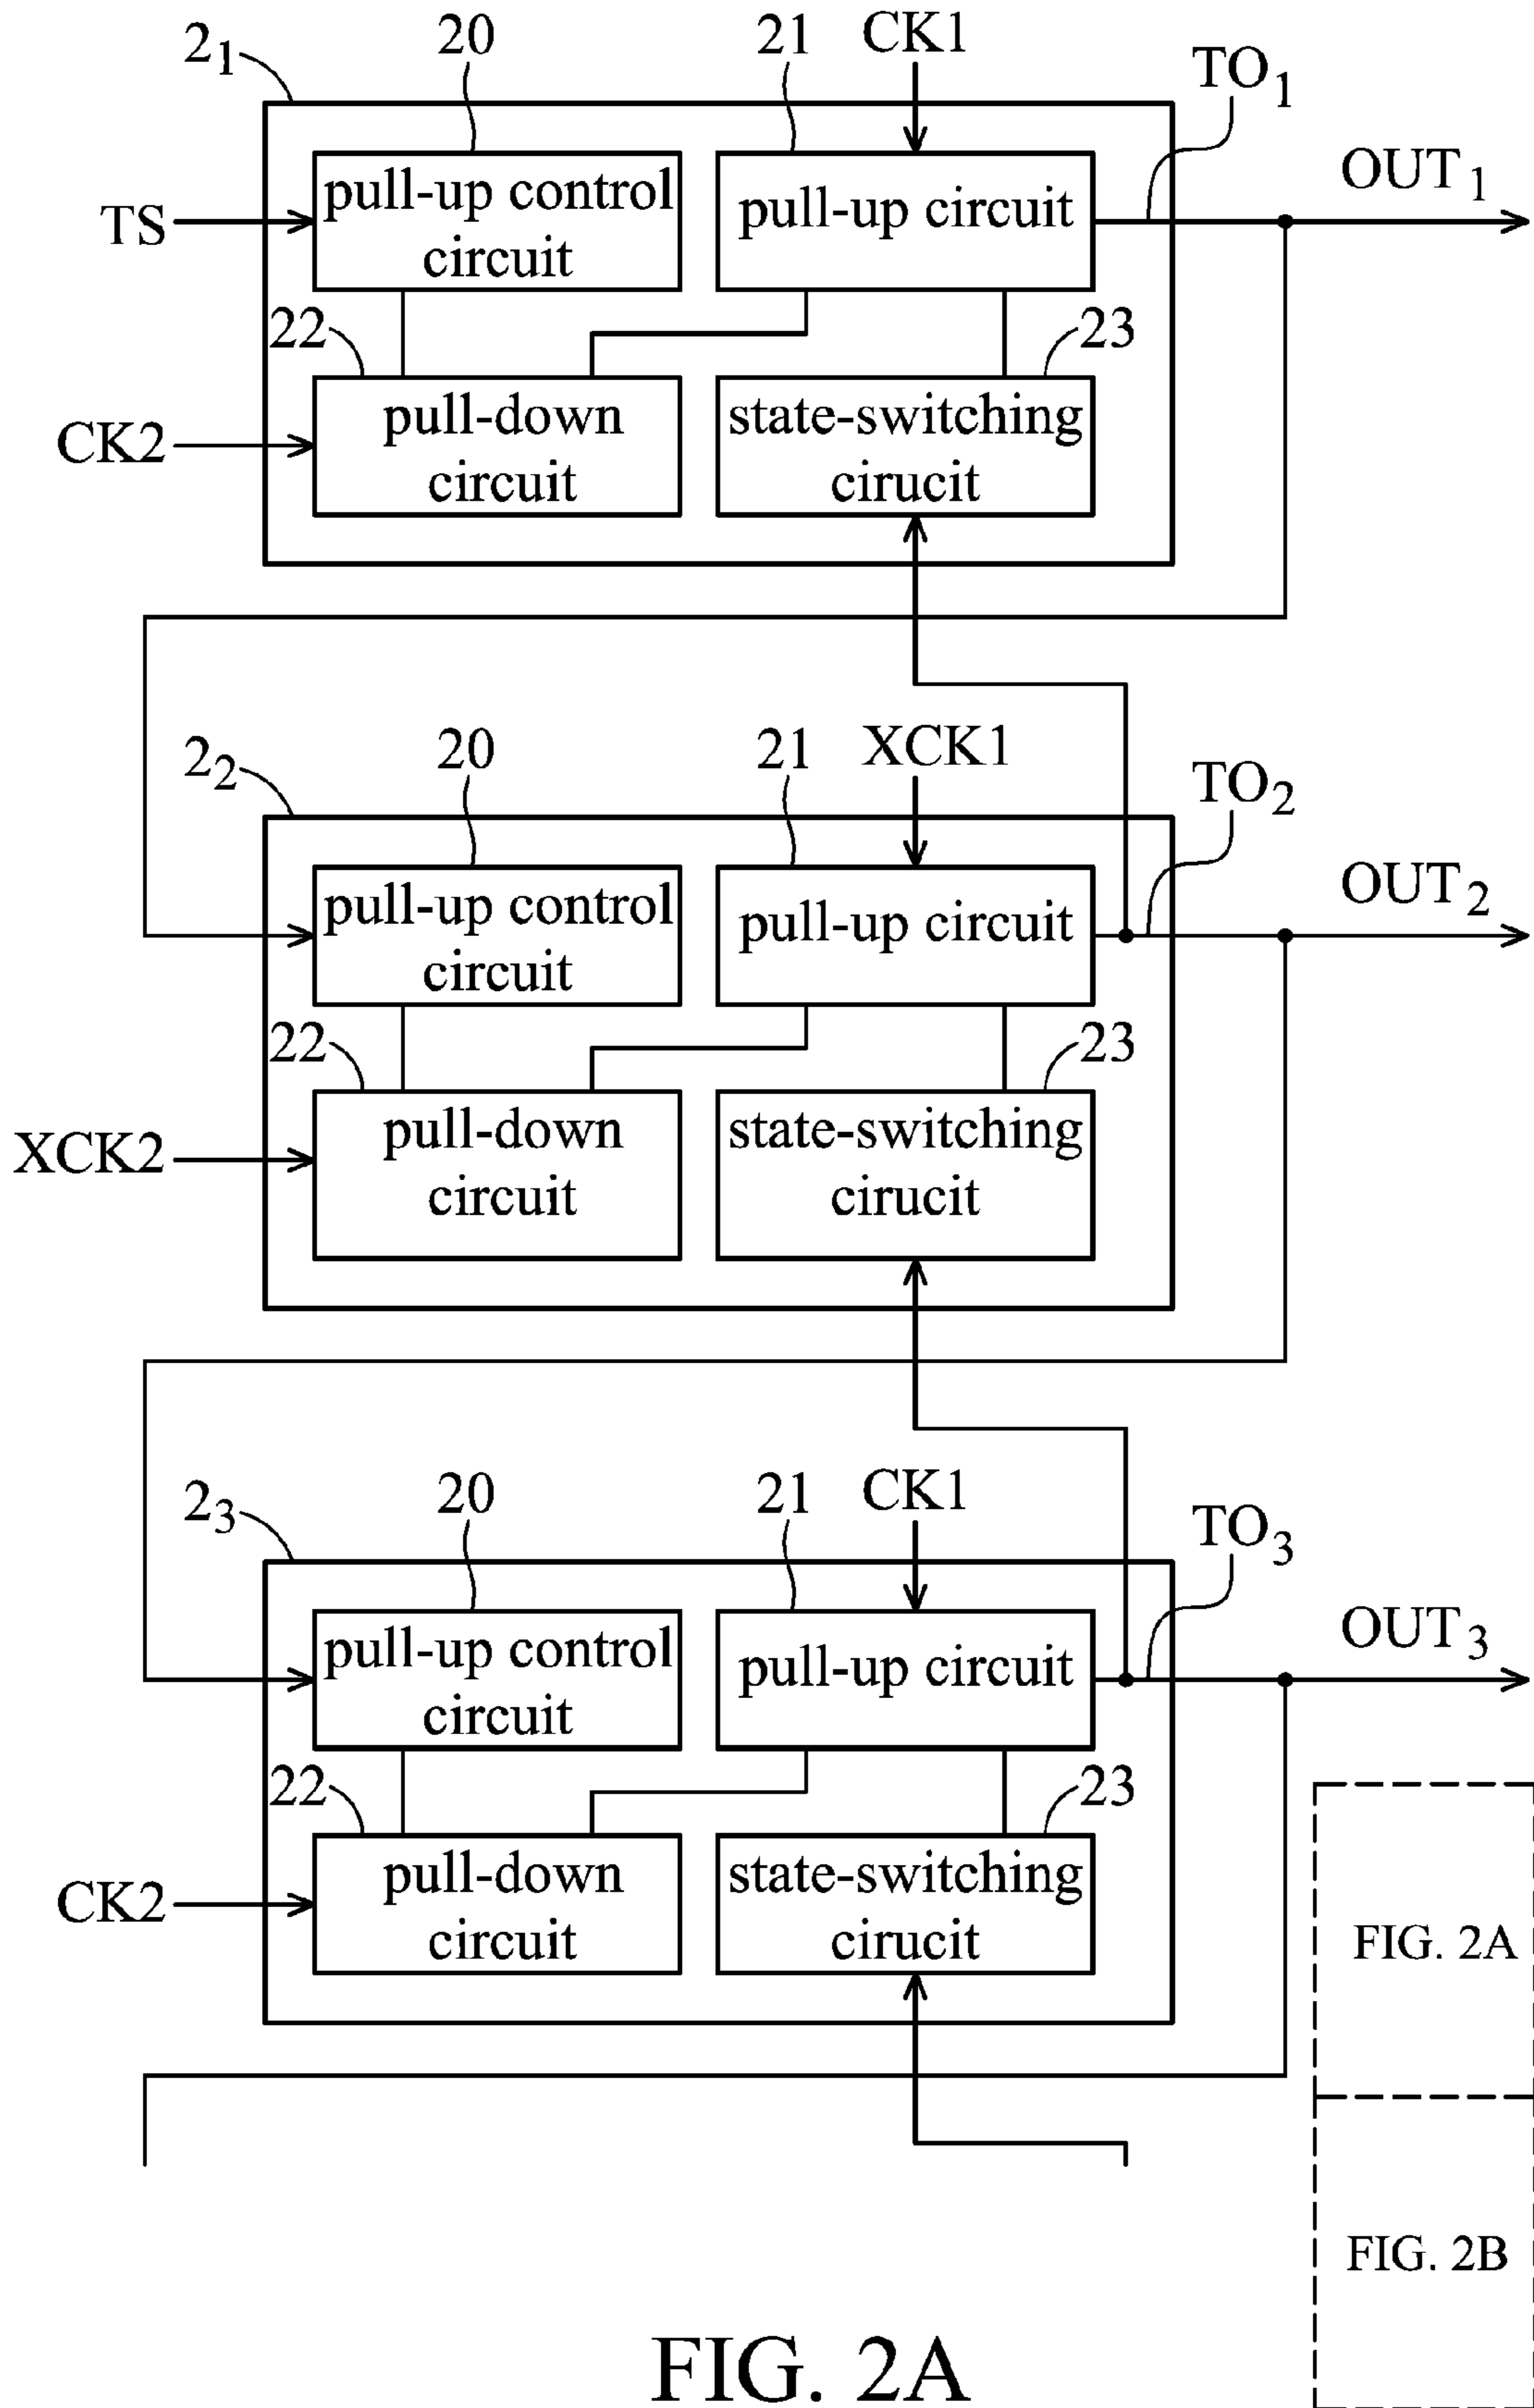 2₁
20
21
CK1
TO₁
OUT₁
TS
pull-up control
circuit
pull-up circuit
22
23
CK2
pull-down
circuit
state-switching
cirucit
2₂
20
21
XCK1
TO₂
OUT₂
pull-up control
circuit
pull-up circuit
22
23
XCK2
pull-down
circuit
state-switching
cirucit
2₃
20
21
CK1
TO₃
OUT₃
pull-up control
circuit
pull-up circuit
22
23
CK2
pull-down
circuit
state-switching
cirucit
FIG. 2A
FIG. 2B
FIG. 2A